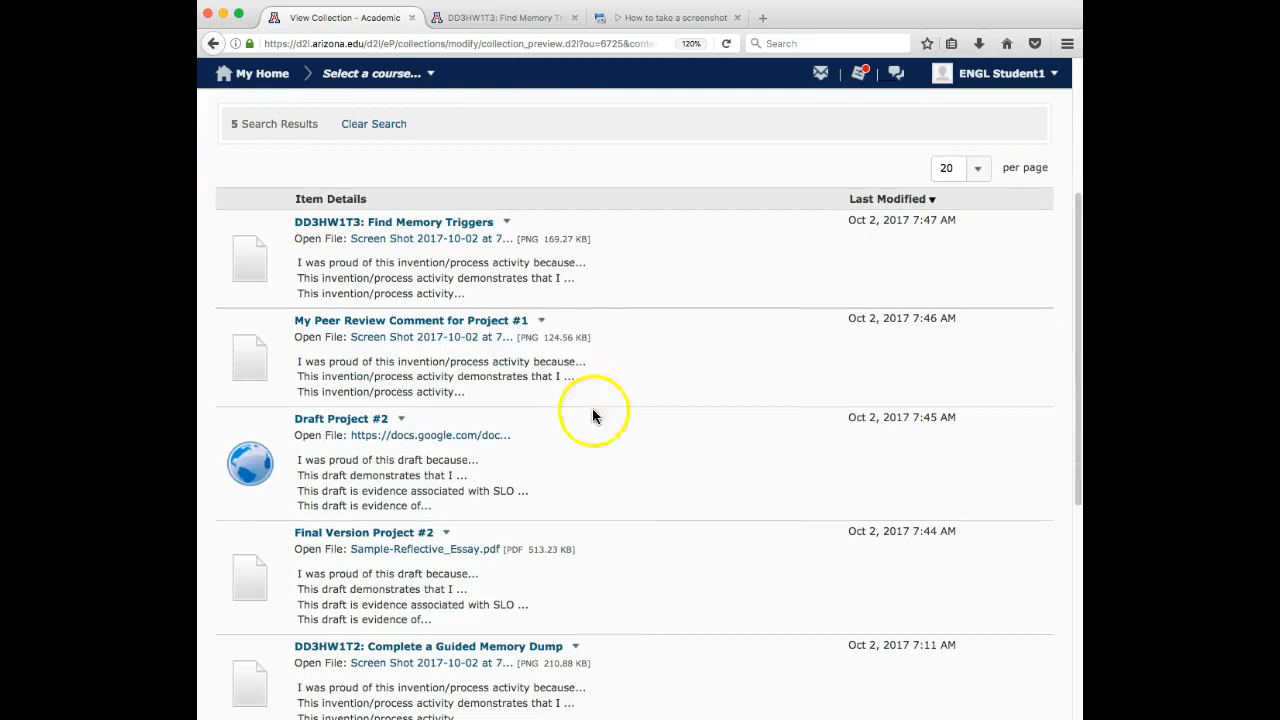 View Collection - Academic
DD3HW1T3: Find Memory Tr
How to take a screenshot
https://d2l.arizona.edu/d2l/eP/collections/modify/collection_preview.d2l?ou=6725&conte
120%
Search
My Home
Select a course...
ENGL Student1
5 Search Results
Clear Search
20
per page
Item Details
Last Modified
DD3HW1T3: Find Memory Triggers
Oct 2, 2017 7:47 AM
Open File: Screen Shot 2017-10-02 at 7... [PNG 169.27 KB]
I was proud of this invention/process activity because...
This invention/process activity demonstrates that I ...
This invention/process activity...
My Peer Review Comment for Project #1
Oct 2, 2017 7:46 AM
Open File: Screen Shot 2017-10-02 at 7... [PNG 124.56 KB]
I was proud of this invention/process activity because...
This invention/process activity demonstrates that I ...
This invention/process activity...
Draft Project #2
Oct 2, 2017 7:45 AM
Open File: https://docs.google.com/doc...
I was proud of this draft because...
This draft demonstrates that I ...
This draft is evidence associated with SLO ...
This draft is evidence of...
Final Version Project #2
Oct 2, 2017 7:44 AM
Open File: Sample-Reflective_Essay.pdf [PDF 513.23 KB]
I was proud of this draft because...
This draft demonstrates that I ...
This draft is evidence associated with SLO ...
This draft is evidence of...
DD3HW1T2: Complete a Guided Memory Dump
Oct 2, 2017 7:11 AM
Open File: Screen Shot 2017-10-02 at 7... [PNG 210.88 KB]
I was proud of this invention/process activity because...
This invention/process activity demonstrates that I ...
This invention/process activity